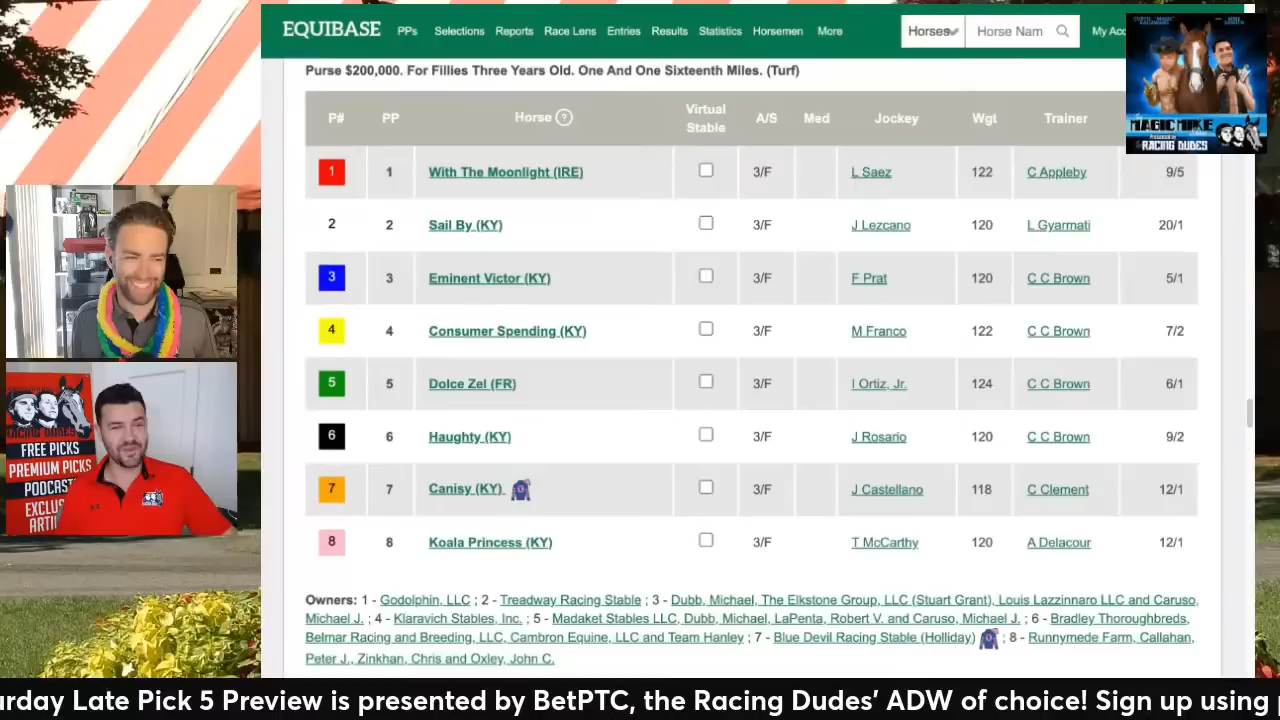 EQUIBASE PPs Selections Reports Race Lens Entries Results Statistics Horsemen More Horses Horse Nam My Acc
Purse $200,000. For Fillies Three Years Old. One And One Sixteenth Miles. (Turf)
P# PP Horse ? Virtual Stable A/S Med Jockey Wgt Trainer
1 1 With The Moonlight (IRE) 3/F L Saez 122 C Appleby 9/5
2 2 Sail By (KY) 3/F J Lezcano 120 L Gyarmati 20/1
3 3 Eminent Victor (KY) 3/F F Prat 120 C C Brown 5/1
4 4 Consumer Spending (KY) 3/F M Franco 122 C C Brown 7/2
5 5 Dolce Zel (FR) 3/F I Ortiz, Jr. 124 C C Brown 6/1
6 6 Haughty (KY) 3/F J Rosario 120 C C Brown 9/2
7 7 Canisy (KY) 3/F J Castellano 118 C Clement 12/1
8 8 Koala Princess (KY) 3/F T McCarthy 120 A Delacour 12/1
Owners: 1 - Godolphin, LLC ; 2 - Treadway Racing Stable ; 3 - Dubb, Michael, The Elkstone Group, LLC (Stuart Grant), Louis Lazzinnaro LLC and Caruso,
Michael J. ; 4 - Klaravich Stables, Inc. ; 5 - Madaket Stables LLC, Dubb, Michael, LaPenta, Robert V. and Caruso, Michael J. ; 6 - Bradley Thoroughbreds,
Belmar Racing and Breeding, LLC, Cambron Equine, LLC and Team Hanley ; 7 - Blue Devil Racing Stable (Holliday) ; 8 - Runnymede Farm, Callahan,
Peter J., Zinkhan, Chris and Oxley, John C.
MAGIC MIKE
RACING DUDES
RACING DUDES
FREE PICKS
PREMIUM PICKS
PODCAS
EXCLUS
ARTI
urday Late Pick 5 Preview is presented by BetPTC, the Racing Dudes' ADW of choice! Sign up using